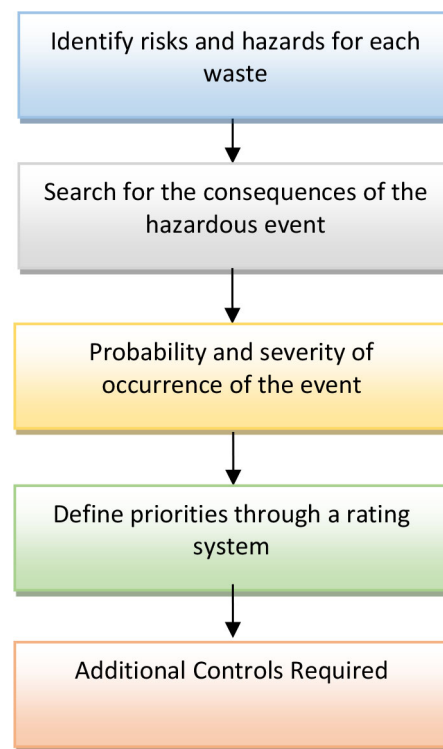 Identify risks and hazards for each
waste
Search for the consequences of the
hazardous event
Probability and severity of
occurrence of the event
Define priorities through a rating
system
Additional Controls Required